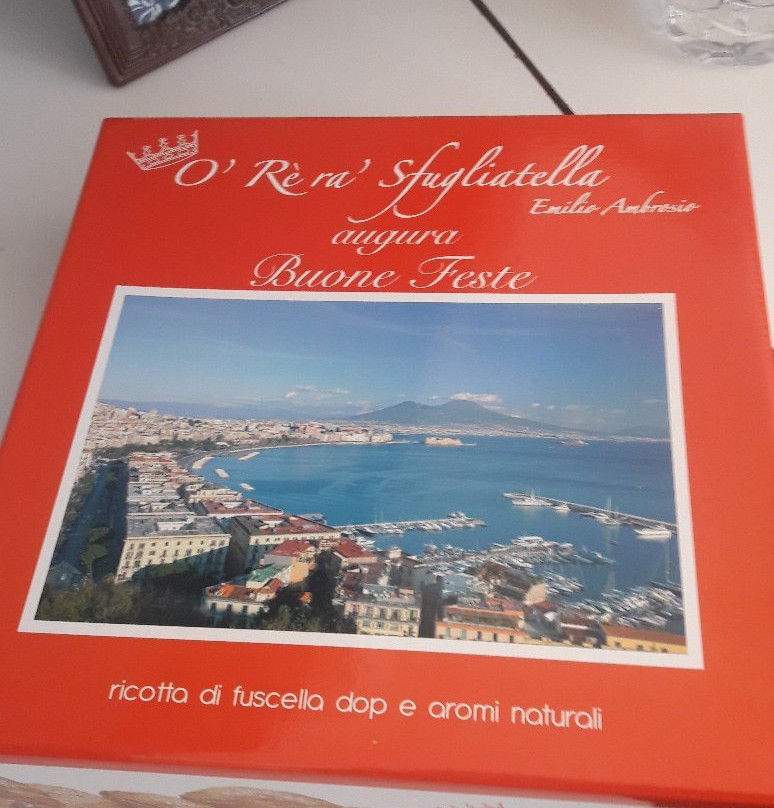 O' Rè ra' Sfugliatella
Emilio Ambrosio
augura
Buone Feste
ricotta di fuscella dop e aromi naturali